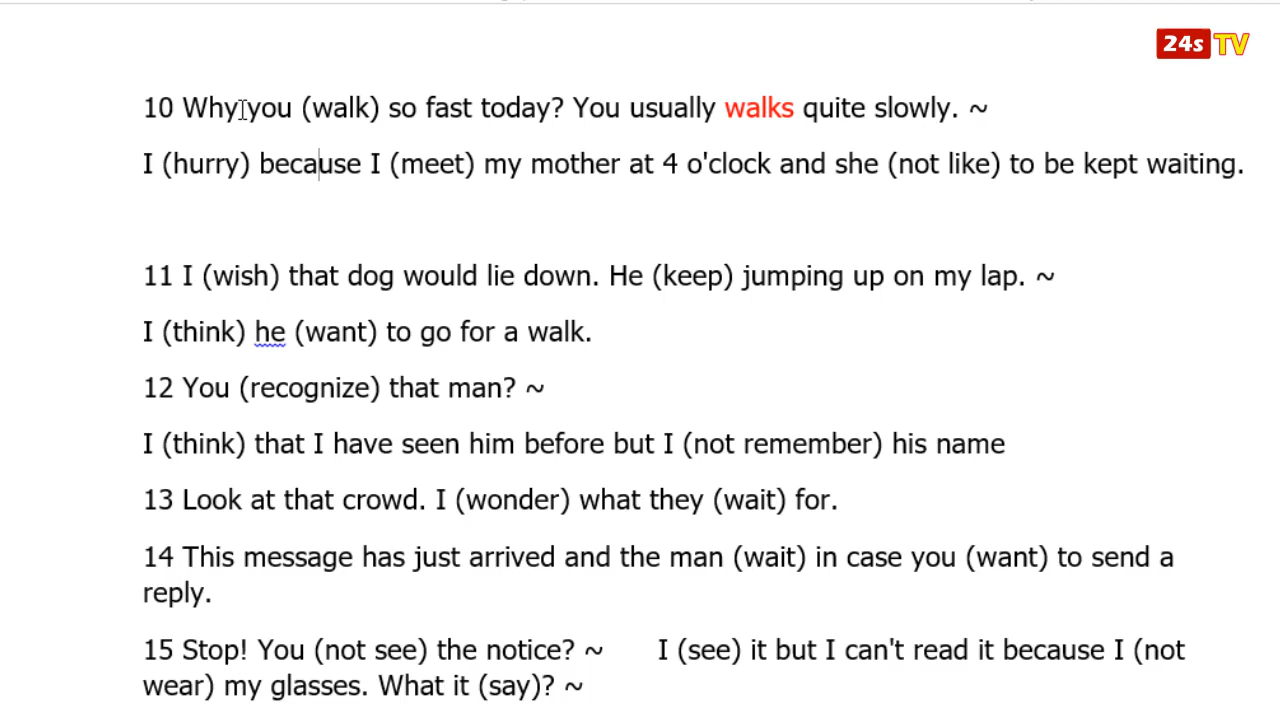 24s TV
10 Why you (walk) so fast today? You usually walks quite slowly. ~
I (hurry) because I (meet) my mother at 4 o'clock and she (not like) to be kept waiting.
11 I (wish) that dog would lie down. He (keep) jumping up on my lap. ~
I (think) he (want) to go for a walk.
12 You (recognize) that man? ~
I (think) that I have seen him before but I (not remember) his name
13 Look at that crowd. I (wonder) what they (wait) for.
14 This message has just arrived and the man (wait) in case you (want) to send a
reply.
15 Stop! You (not see) the notice? ~ I (see) it but I can't read it because I (not
wear) my glasses. What it (say)? ~